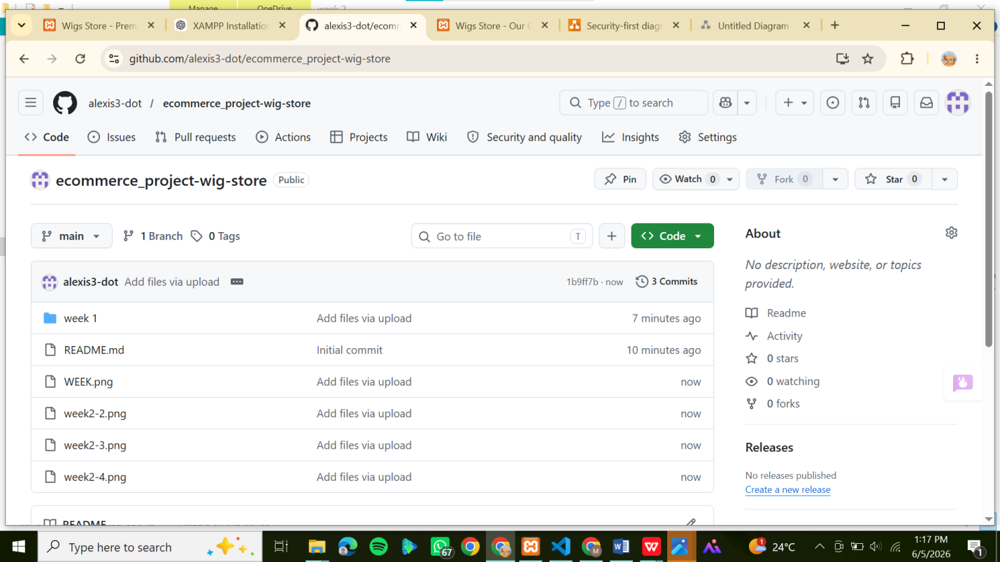 Manage
OneDrive
week 2
Wigs Store - Prem
XAMPP Installation
alexis3-dot/ecomm
Wigs Store - Our C
Security-first diag
Untitled Diagram
github.com/alexis3-dot/ecommerce_project-wig-store
alexis3-dot / ecommerce_project-wig-store
Type / to search
Code
Issues
Pull requests
Actions
Projects
Wiki
Security and quality
Insights
Settings
ecommerce_project-wig-store Public
Pin
Watch 0
Fork 0
Star 0
main
1 Branch
0 Tags
Go to file T
Code
alexis3-dot Add files via upload
1b9ff7b · now
3 Commits
week 1 Add files via upload 7 minutes ago
README.md Initial commit 10 minutes ago
WEEK.png Add files via upload now
week2-2.png Add files via upload now
week2-3.png Add files via upload now
week2-4.png Add files via upload now
README
About
No description, website, or topics
provided.
Readme
Activity
0 stars
0 watching
0 forks
Releases
No releases published
Create a new release
Type here to search
67
M
W
1
24°C
1:17 PM
6/5/2026
1